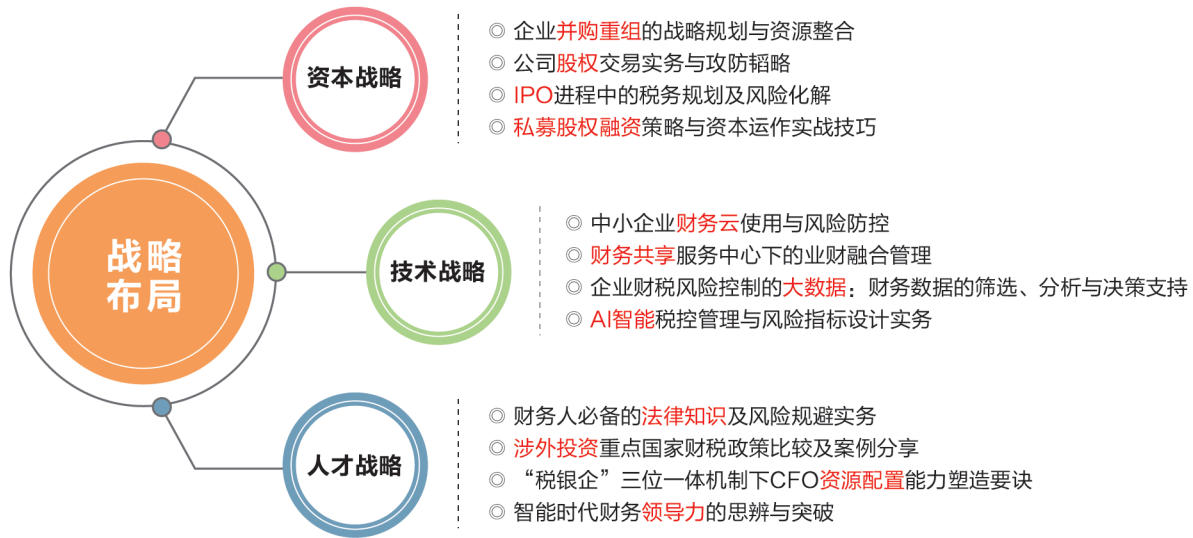 战略
布局
资本战略
企业并购重组的战略规划与资源整合
公司股权交易实务与攻防韬略
IPO进程中的税务规划及风险化解
私募股权融资策略与资本运作实战技巧
技术战略
中小企业财务云使用与风险防控
财务共享服务中心下的业财融合管理
企业财税风险控制的大数据：财务数据的筛选、分析与决策支持
AI智能税控管理与风险指标设计实务
人才战略
财务人必备的法律知识及风险规避实务
涉外投资重点国家财税政策比较及案例分享
“税银企”三位一体机制下CFO资源配置能力塑造要诀
智能时代财务领导力的思辨与突破